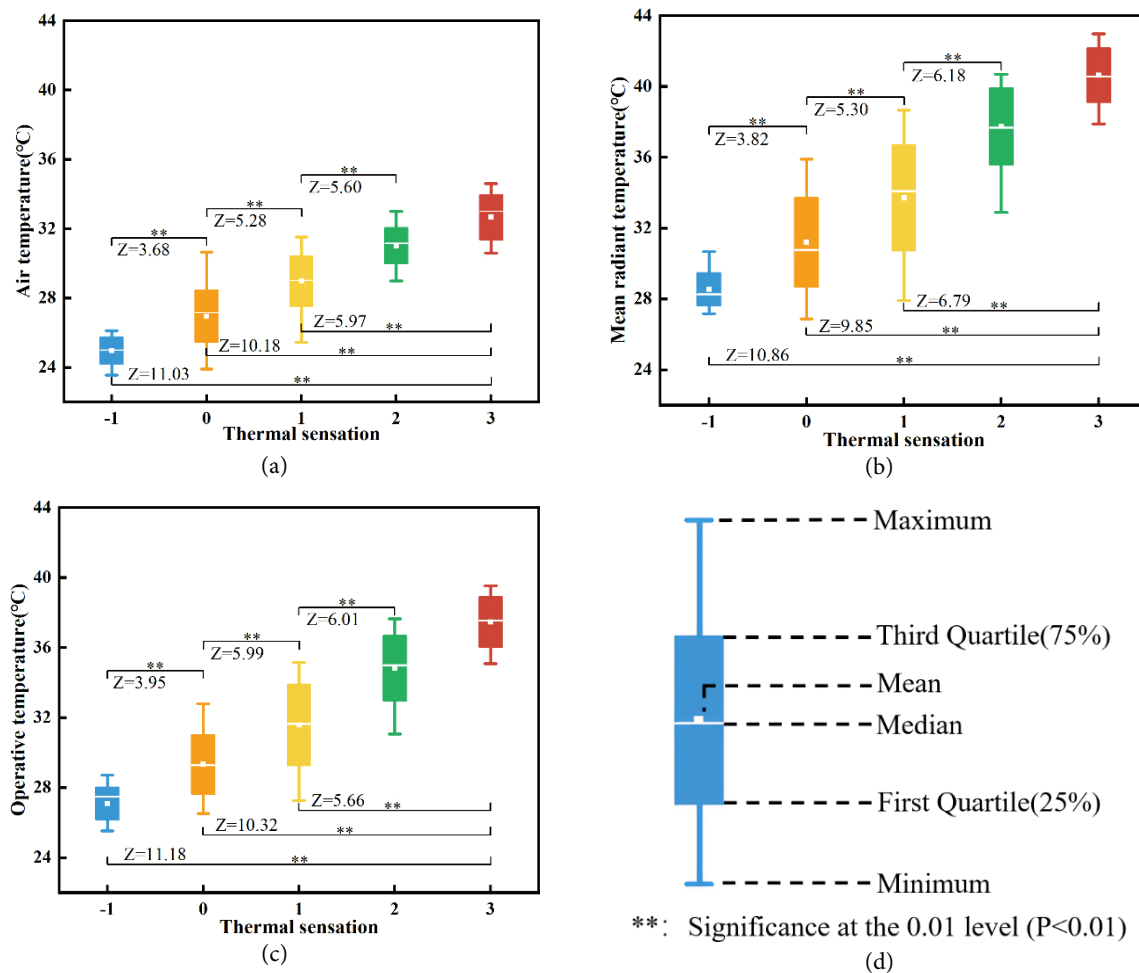 44
40
36
32
28
24
Air temperature(℃)
**
Z=3.68
**
Z=5.28
**
Z=5.60
Z=5.97
**
Z=10.18
**
Z=11.03
**
-1
0
1
2
3
Thermal sensation
(a)
44
40
36
32
28
24
Mean radiant temperature(℃)
**
Z=3.82
**
Z=5.30
**
Z=6.18
Z=6.79
**
Z=9.85
**
Z=10.86
**
-1
0
1
2
3
Thermal sensation
(b)
44
40
36
32
28
24
Operative temperature(℃)
**
Z=3.95
**
Z=5.99
**
Z=6.01
Z=5.66
**
Z=10.32
**
Z=11.18
**
-1
0
1
2
3
Thermal sensation
(c)
Maximum
Third Quartile(75%)
Mean
Median
First Quartile(25%)
Minimum
**: Significance at the 0.01 level (P<0.01)
(d)